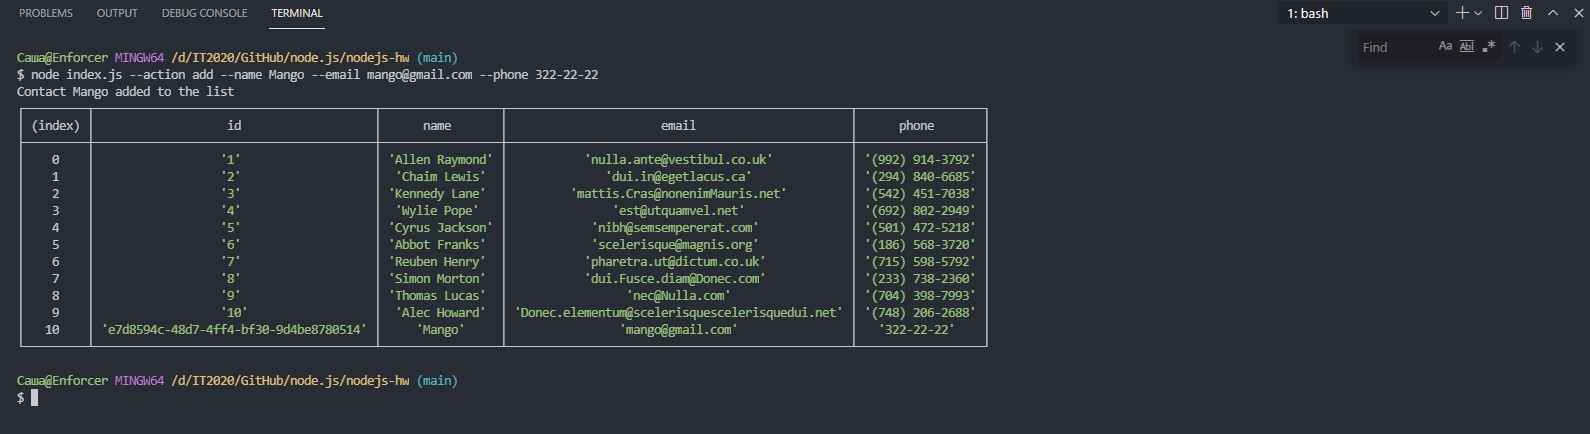 PROBLEMS OUTPUT DEBUG CONSOLE TERMINAL 1: bash
Find Aa Abl .*
Саша@Enforcer MINGW64 /d/IT2020/GitHub/node.js/nodejs-hw (main)
$ node index.js --action add --name Mango --email mango@gmail.com --phone 322-22-22
Contact Mango added to the list
(index) id name email phone
0 '1' 'Allen Raymond' 'nulla.ante@vestibul.co.uk' '(992) 914-3792'
1 '2' 'Chaim Lewis' 'dui.in@egetlacus.ca' '(294) 840-6685'
2 '3' 'Kennedy Lane' 'mattis.Cras@nonenimMauris.net' '(542) 451-7038'
3 '4' 'Wylie Pope' 'est@utquamvel.net' '(692) 802-2949'
4 '5' 'Cyrus Jackson' 'nibh@semsempererat.com' '(501) 472-5218'
5 '6' 'Abbot Franks' 'scelerisque@magnis.org' '(186) 568-3720'
6 '7' 'Reuben Henry' 'pharetra.ut@dictum.co.uk' '(715) 598-5792'
7 '8' 'Simon Morton' 'dui.Fusce.diam@Donec.com' '(233) 738-2360'
8 '9' 'Thomas Lucas' 'nec@Nulla.com' '(704) 398-7993'
9 '10' 'Alec Howard' 'Donec.elementum@scelerisquescelerisquedui.net' '(748) 206-2688'
10 'e7d8594c-48d7-4ff4-bf30-9d4be8780514' 'Mango' 'mango@gmail.com' '322-22-22'
Саша@Enforcer MINGW64 /d/IT2020/GitHub/node.js/nodejs-hw (main)
$